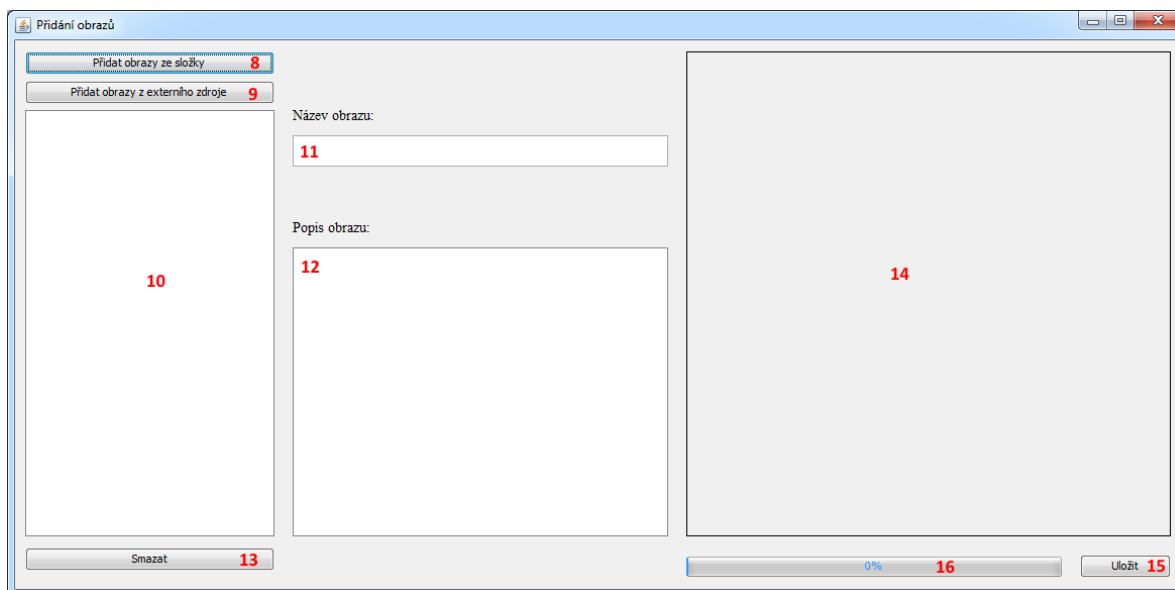 Přidání obrazů
Přidat obrazy ze složky 8
Přidat obrazy z externího zdroje 9
10
Název obrazu:
11
Popis obrazu:
12
14
Smazat 13
0% 16
Uložit 15